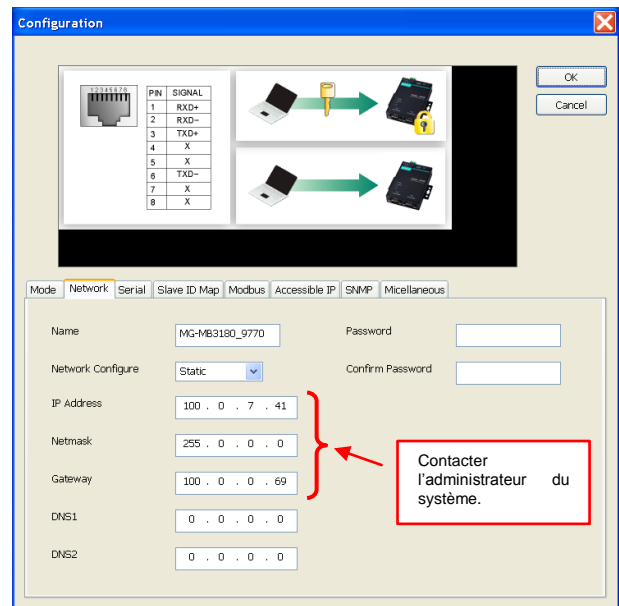 Configuration
OK
Cancel
12345678
PIN SIGNAL
1 RXD+
2 RXD-
3 TXD+
4 X
5 X
6 TXD-
7 X
8 X
Mode Network Serial Slave ID Map Modbus Accessible IP SNMP Micellaneous
Name MG-MB3180_9770 Password
Network Configure Static Confirm Password
IP Address 100 . 0 . 7 . 41
Netmask 255 . 0 . 0 . 0
Gateway 100 . 0 . 0 . 69
DNS1 0 . 0 . 0 . 0
DNS2 0 . 0 . 0 . 0
Contacter
l'administrateur du
système.